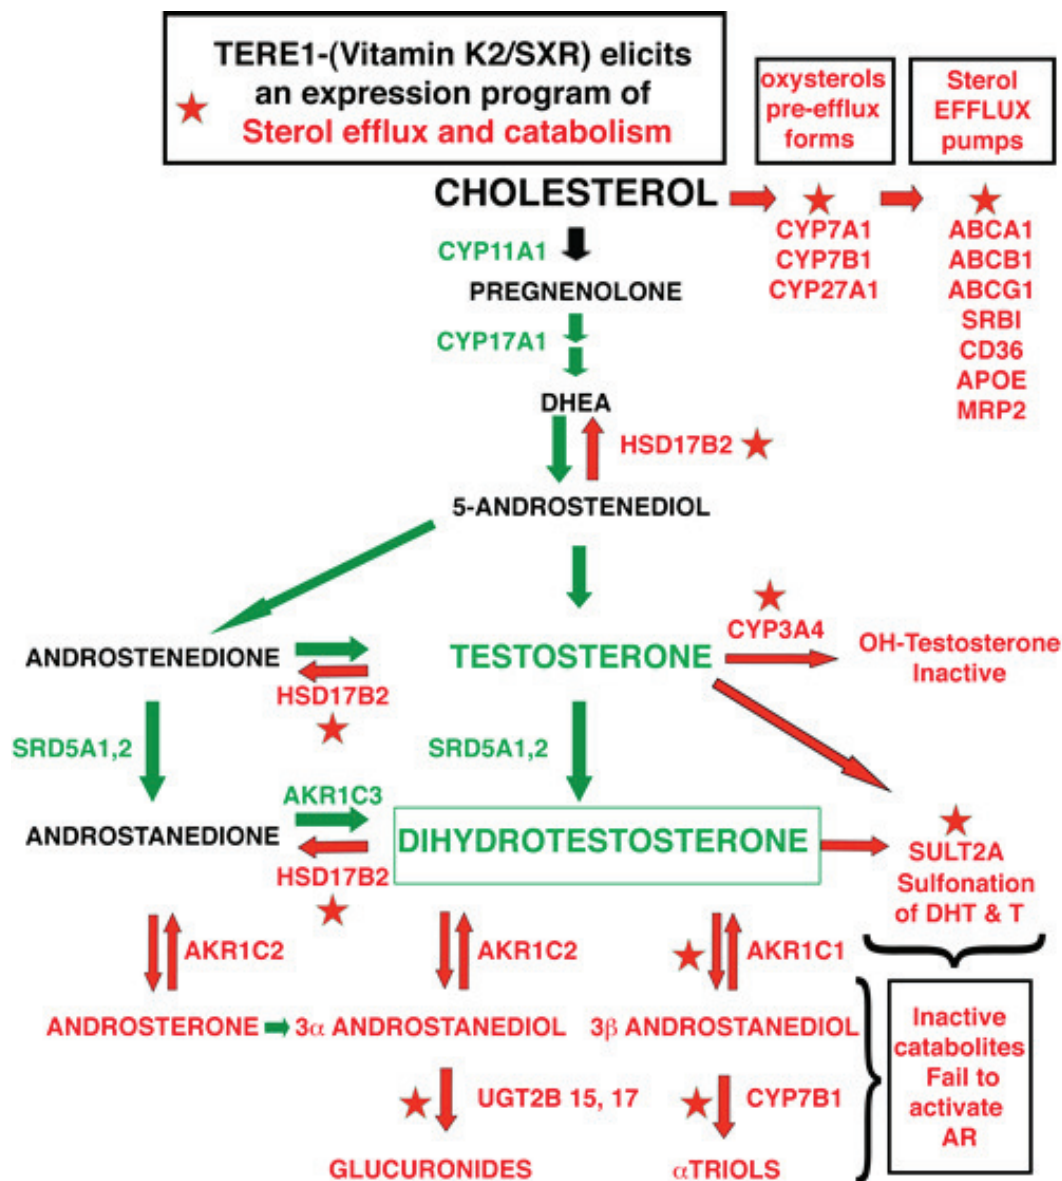 TERE1-(Vitamin K2/SXR) elicits
an expression program of
Sterol efflux and catabolism
oxysterols
pre-efflux
forms
Sterol
EFFLUX
pumps
CHOLESTEROL
CYP7A1
CYP7B1
CYP27A1
ABCA1
ABCB1
ABCG1
SRBI
CD36
APOE
MRP2
CYP11A1
PREGNENOLONE
CYP17A1
DHEA
HSD17B2
5-ANDROSTENEDIOL
ANDROSTENEDIONE
HSD17B2
TESTOSTERONE
CYP3A4
OH-Testosterone
Inactive
SRD5A1,2
SRD5A1,2
ANDROSTANEDIONE
AKR1C3
HSD17B2
DIHYDROTESTOSTERONE
SULT2A
Sulfonation
of DHT & T
AKR1C2
AKR1C2
AKR1C1
ANDROSTERONE
3α ANDROSTANEDIOL
3β ANDROSTANEDIOL
Inactive
catabolites
Fail to
activate
AR
UGT2B 15, 17
CYP7B1
GLUCURONIDES
αTRIOLS